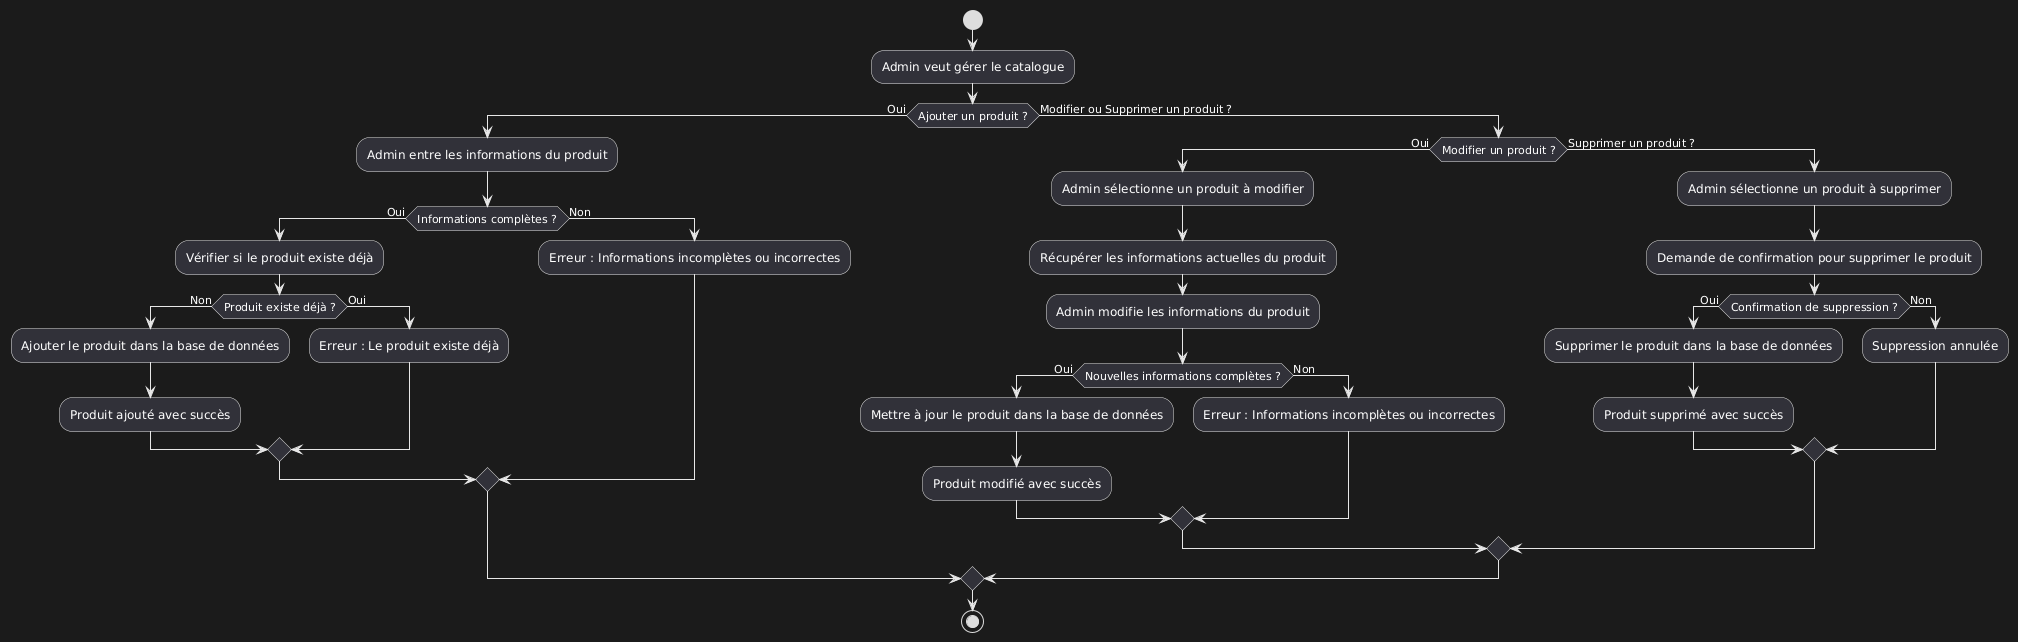 Admin veut gérer le catalogue
Oui
Ajouter un produit ?
Modifier ou Supprimer un produit ?
Admin entre les informations du produit
Oui
Modifier un produit ?
Supprimer un produit ?
Admin sélectionne un produit à modifier
Admin sélectionne un produit à supprimer
Oui
Informations complètes ?
Non
Vérifier si le produit existe déjà
Erreur : Informations incomplètes ou incorrectes
Récupérer les informations actuelles du produit
Demande de confirmation pour supprimer le produit
Non
Produit existe déjà ?
Oui
Admin modifie les informations du produit
Oui
Confirmation de suppression ?
Non
Ajouter le produit dans la base de données
Erreur : Le produit existe déjà
Supprimer le produit dans la base de données
Suppression annulée
Oui
Nouvelles informations complètes ?
Non
Produit ajouté avec succès
Mettre à jour le produit dans la base de données
Erreur : Informations incomplètes ou incorrectes
Produit supprimé avec succès
Produit modifié avec succès